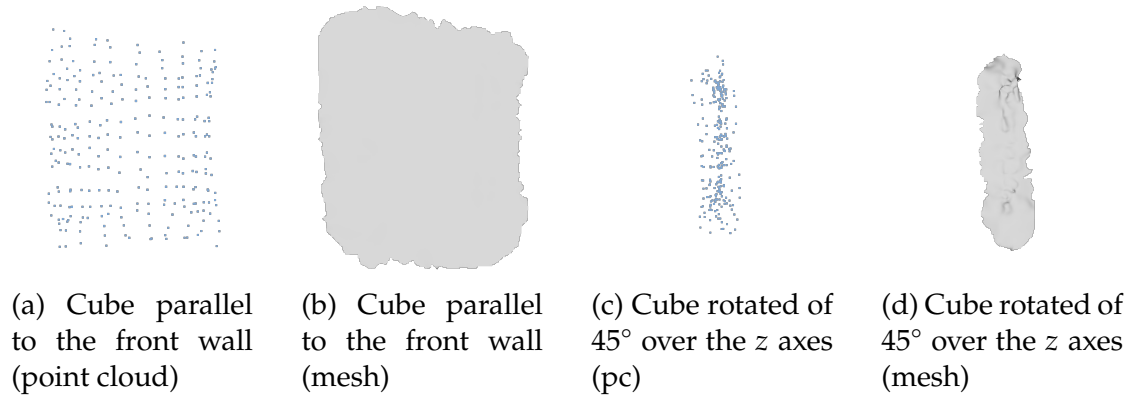 (a) Cube parallel
to the front wall
(point cloud)
(b) Cube parallel
to the front wall
(mesh)
(c) Cube rotated of
45° over the z axes
(pc)
(d) Cube rotated of
45° over the z axes
(mesh)